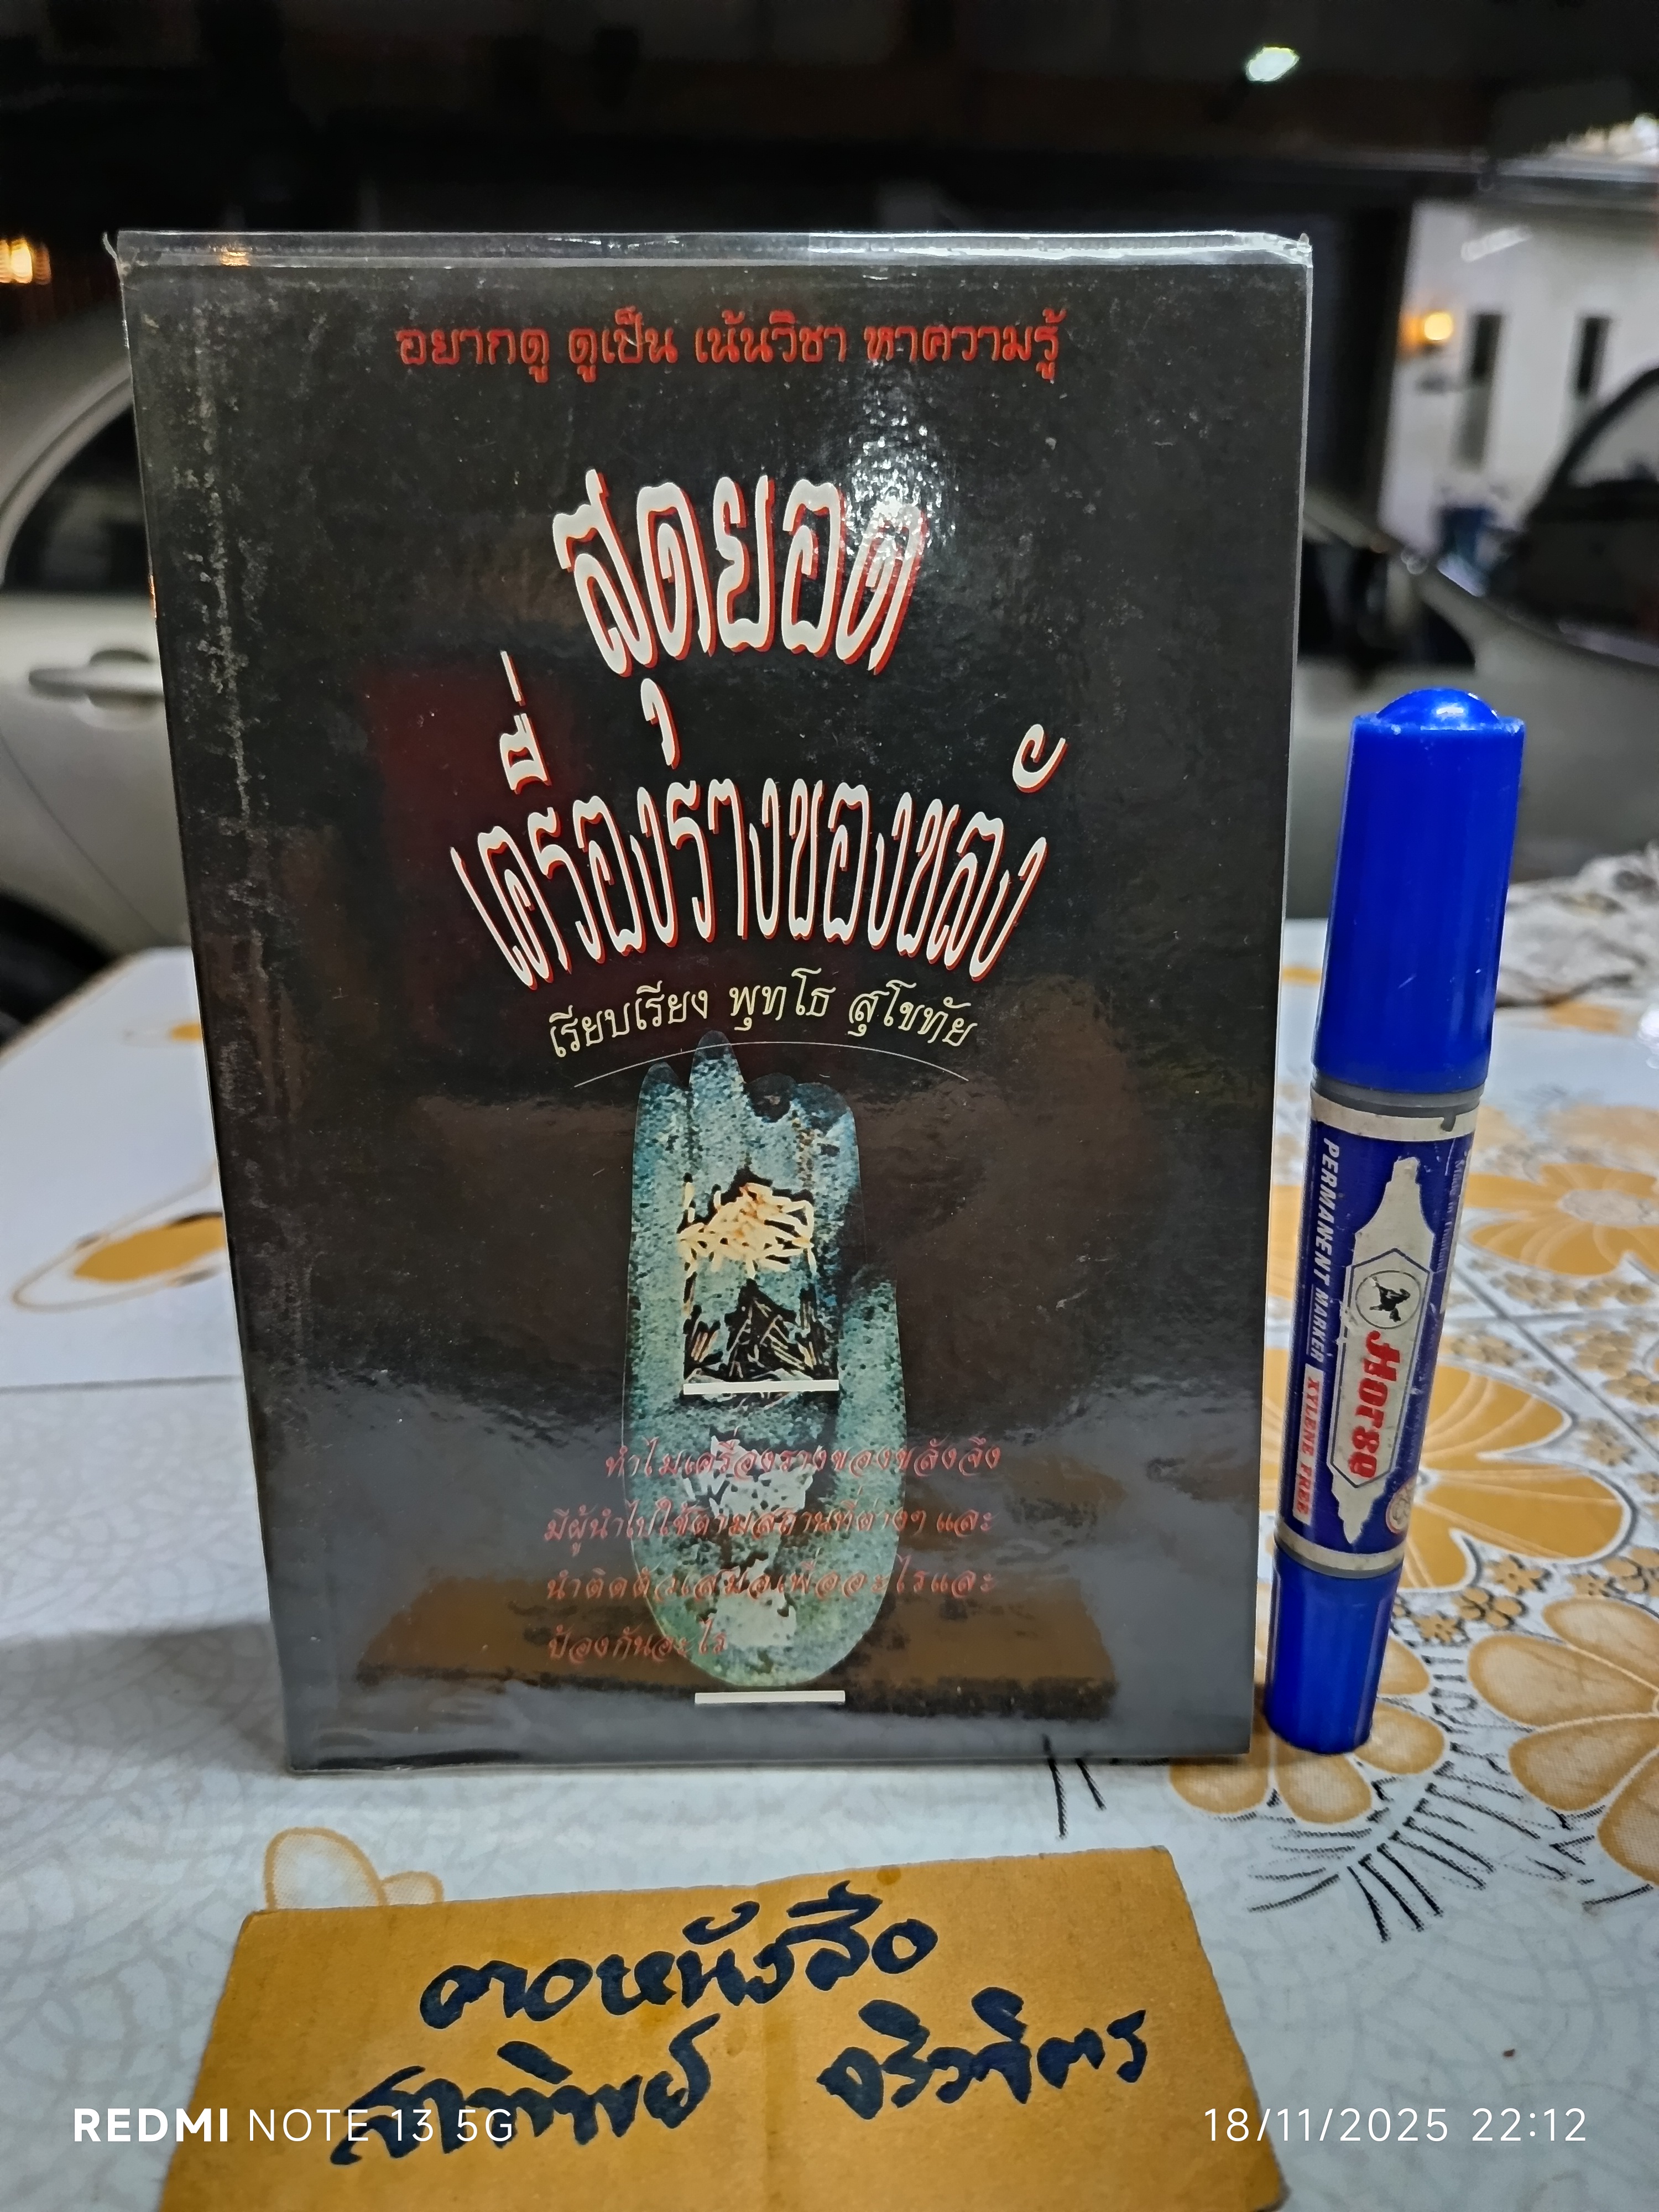 อยากดู ดูเป็น เน้นวิชา หาความรู้
สุดยอด
เครื่องรางของขลัง
เรียบเรียง พุทโธ สุโขทัย
ทำไมเครื่องรางของขลังจึง
มีผู้นำไปใช้ตามสถานที่ต่างๆ และ
นำติดตัวเสมอเพื่ออะไรและ
ป้องกันอะไร
PERMANENT MARKER XYLENE FREE
Horse
หนังสือ
REDMI NOTE 13 5G
18/11/2025 22:12